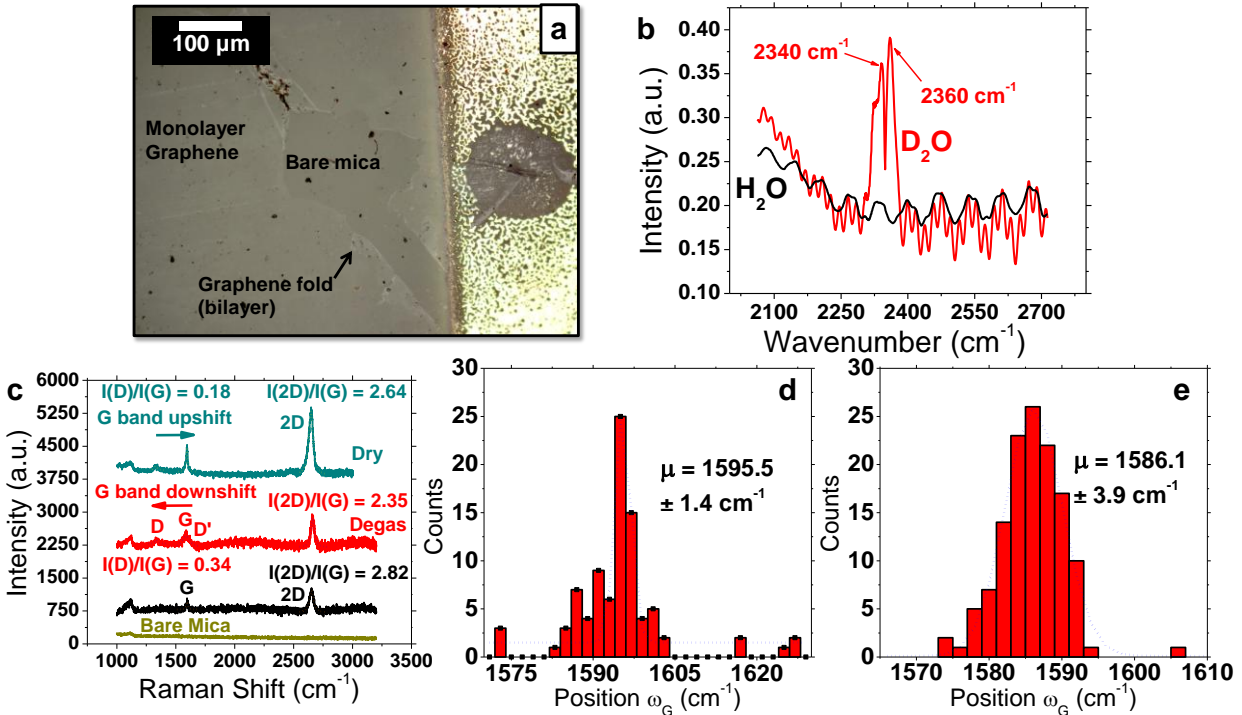 100 µm
a
Monolayer
Graphene
Bare mica
Graphene fold
(bilayer)
b
0.40
0.35
0.30
0.25
0.20
0.15
0.10
Intensity (a.u.)
2340 cm⁻¹
2360 cm⁻¹
D₂O
H₂O
2100 2250 2400 2550 2700
Wavenumber (cm⁻¹)
c
6000
5250
4500
3750
3000
2250
1500
750
0
Intensity (a.u.)
I(D)/I(G) = 0.18 I(2D)/I(G) = 2.64
G band upshift
2D
Dry
G band downshift
I(2D)/I(G) = 2.35
D G D' Degas
I(D)/I(G) = 0.34 I(2D)/I(G) = 2.82
G 2D
Bare Mica
1000 1500 2000 2500 3000 3500
Raman Shift (cm⁻¹)
d
30
25
20
15
10
5
0
Counts
μ = 1595.5
± 1.4 cm⁻¹
1575 1590 1605 1620
Position ω_G (cm⁻¹)
e
30
25
20
15
10
5
0
Counts
μ = 1586.1
± 3.9 cm⁻¹
1570 1580 1590 1600 1610
Position ω_G (cm⁻¹)